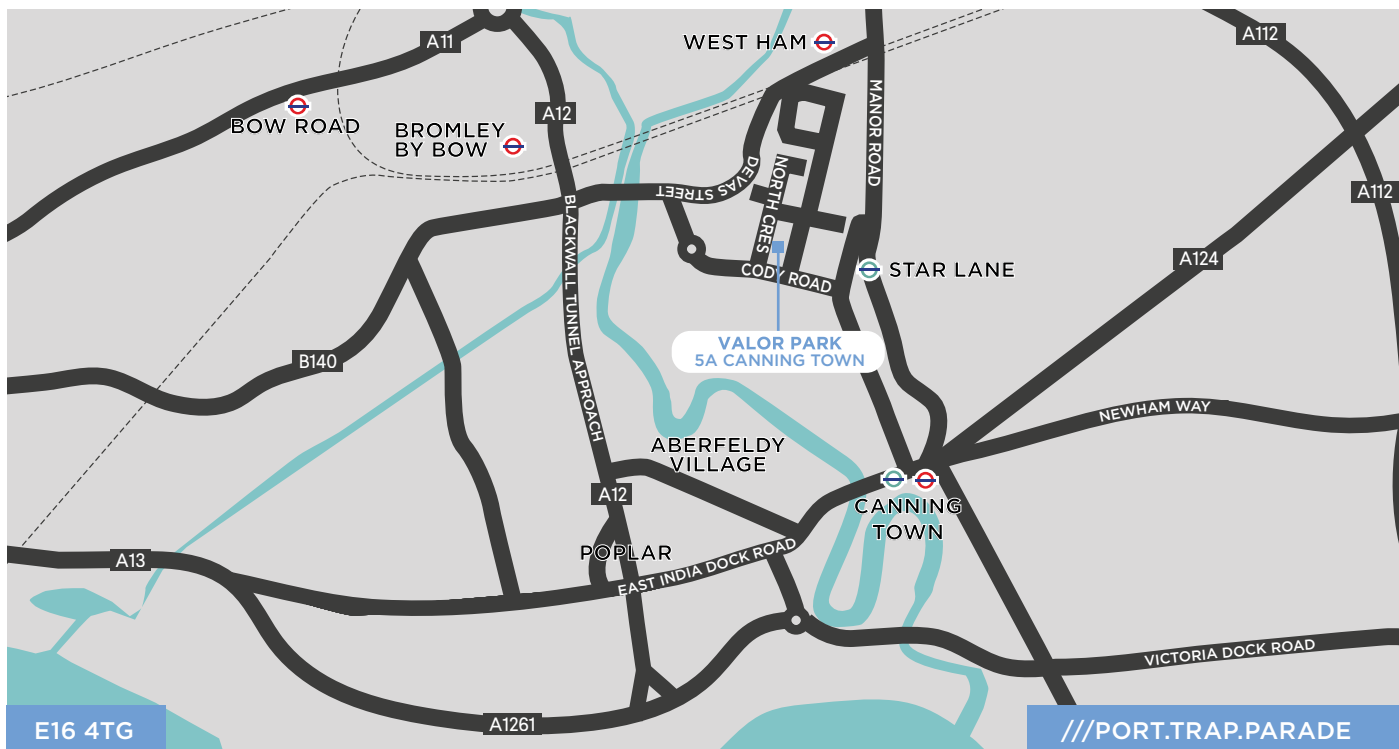 A11
A112
WEST HAM
A12
MANOR ROAD
BOW ROAD
BROMLEY
BY BOW
DEVAS STREET
NORTH CRES
A112
BLACKWALL TUNNEL APPROACH
A124
CODY ROAD
STAR LANE
VALOR PARK
5A CANNING TOWN
B140
NEWHAM WAY
ABERFELDY
VILLAGE
A12
CANNING
TOWN
A13
POPLAR
EAST INDIA DOCK ROAD
VICTORIA DOCK ROAD
A1261
E16 4TG
///PORT.TRAP.PARADE